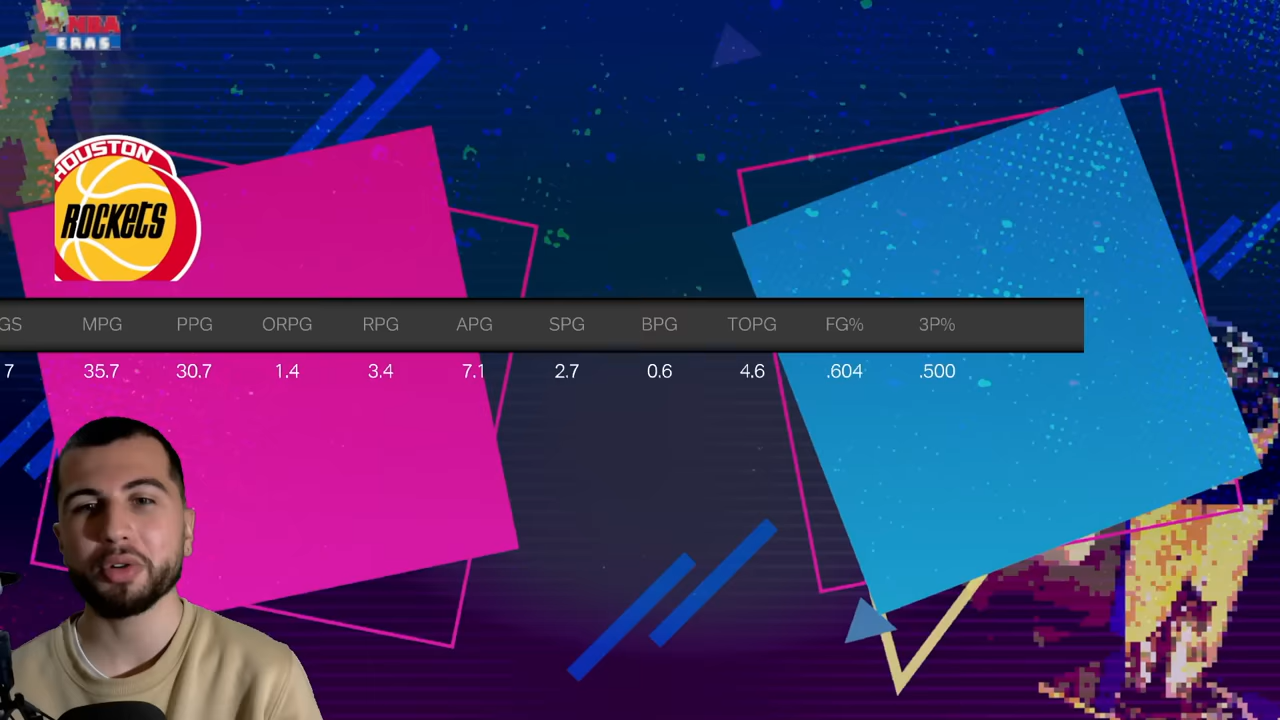 NBA
ERAS
HOUSTON
ROCKETS
GS MPG PPG ORPG RPG APG SPG BPG TOPG FG% 3P%
7 35.7 30.7 1.4 3.4 7.1 2.7 0.6 4.6 .604 .500